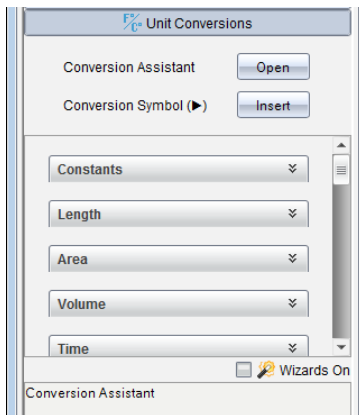 F°/C° Unit Conversions
Conversion Assistant Open
Conversion Symbol (►) Insert
Constants
Length
Area
Volume
Time
Wizards On
Conversion Assistant